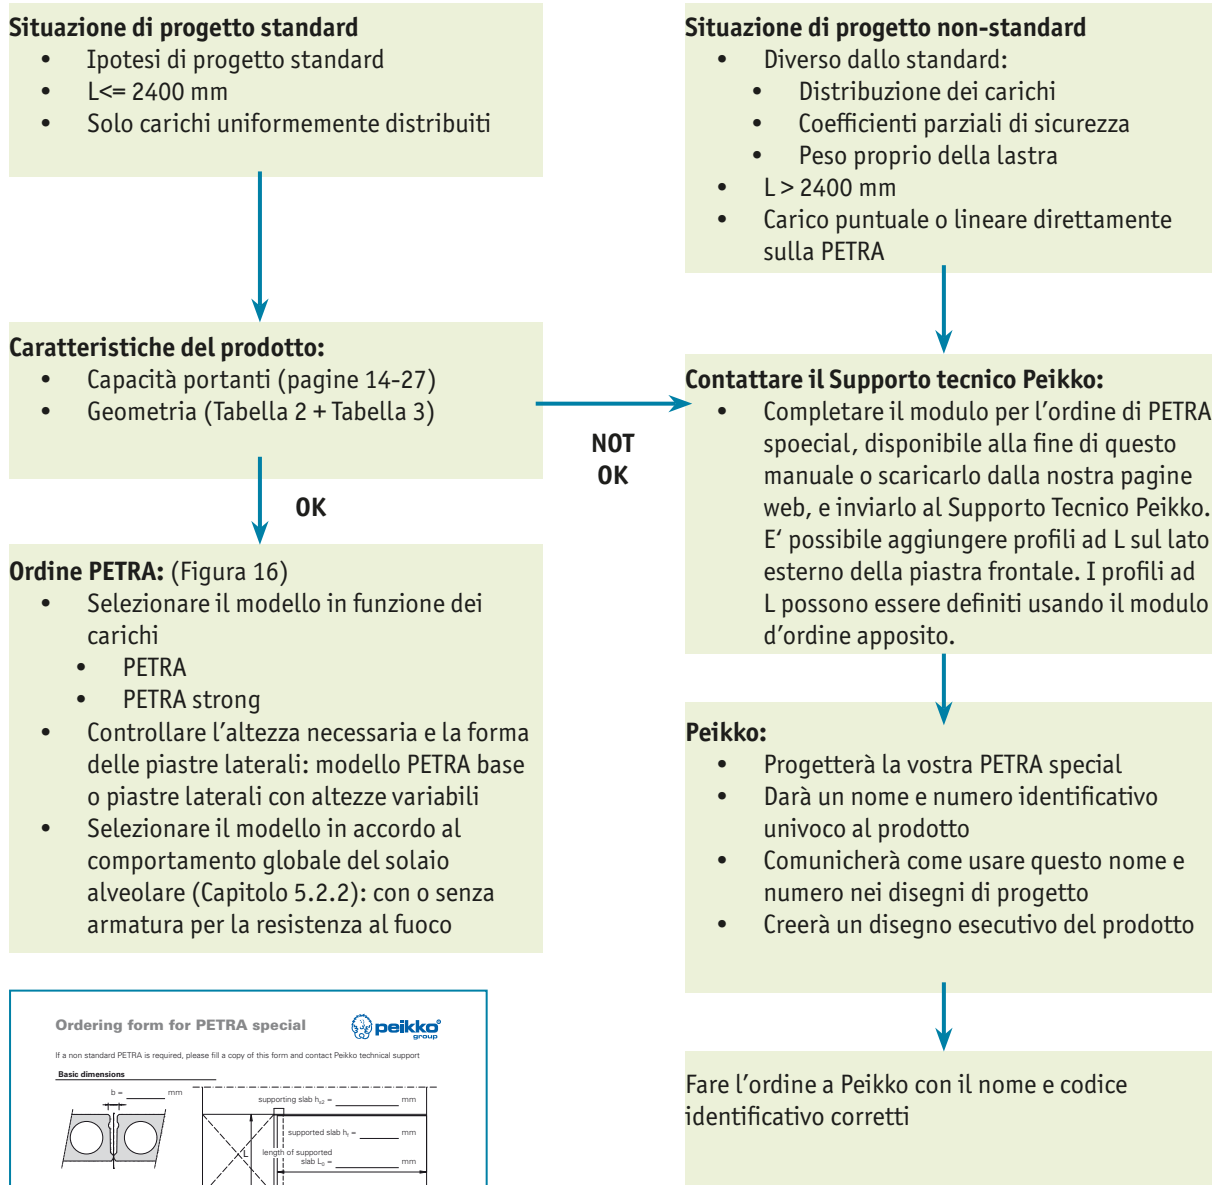 Situazione di progetto standard
• Ipotesi di progetto standard
• L<= 2400 mm
• Solo carichi uniformemente distribuiti
Situazione di progetto non-standard
• Diverso dallo standard:
• Distribuzione dei carichi
• Coefficienti parziali di sicurezza
• Peso proprio della lastra
• L > 2400 mm
• Carico puntuale o lineare direttamente
sulla PETRA
Caratteristiche del prodotto:
• Capacità portanti (pagine 14-27)
• Geometria (Tabella 2 + Tabella 3)
NOT
OK
OK
Contattare il Supporto tecnico Peikko:
• Completare il modulo per l'ordine di PETRA
spoecial, disponibile alla fine di questo
manuale o scaricarlo dalla nostra pagine
web, e inviarlo al Supporto Tecnico Peikko.
E‘ possibile aggiungere profili ad L sul lato
esterno della piastra frontale. I profili ad
L possono essere definiti usando il modulo
d'ordine apposito.
Ordine PETRA: (Figura 16)
• Selezionare il modello in funzione dei
carichi
• PETRA
• PETRA strong
• Controllare l'altezza necessaria e la forma
delle piastre laterali: modello PETRA base
o piastre laterali con altezze variabili
• Selezionare il modello in accordo al
comportamento globale del solaio
alveolare (Capitolo 5.2.2): con o senza
armatura per la resistenza al fuoco
Peikko:
• Progetterà la vostra PETRA special
• Darà un nome e numero identificativo
univoco al prodotto
• Comunicherà come usare questo nome e
numero nei disegni di progetto
• Creerà un disegno esecutivo del prodotto
Fare l'ordine a Peikko con il nome e codice
identificativo corretti
Ordering form for PETRA special
peikko®
group
If a non standard PETRA is required, please fill a copy of this form and contact Peikko technical support
Basic dimensions
b = ______ mm
supporting slab hs2 = ______ mm
supported slab h1 = ______ mm
L
length of supported
slab L0 = ______ mm